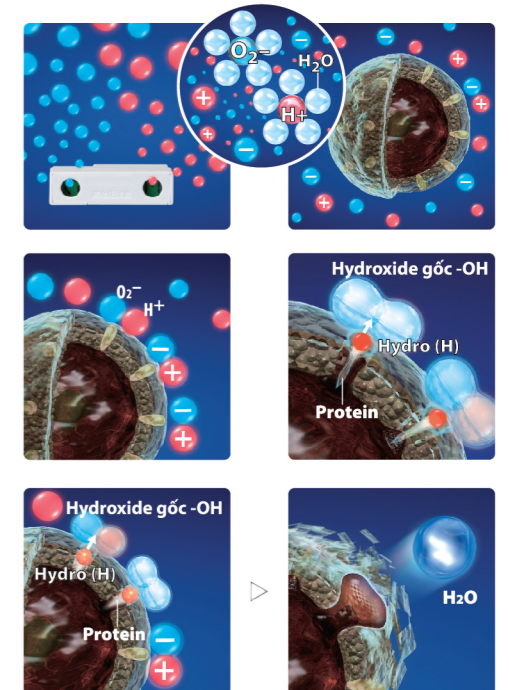 O₂⁻
H₂O
+
−
H+
+
−
−
−
+
−
+
−
O₂⁻
H⁺
−
+
−
+
Hydroxide gốc -OH
Hydro (H)
Protein
Hydroxide gốc -OH
Hydro (H)
Protein
−
+
H₂O